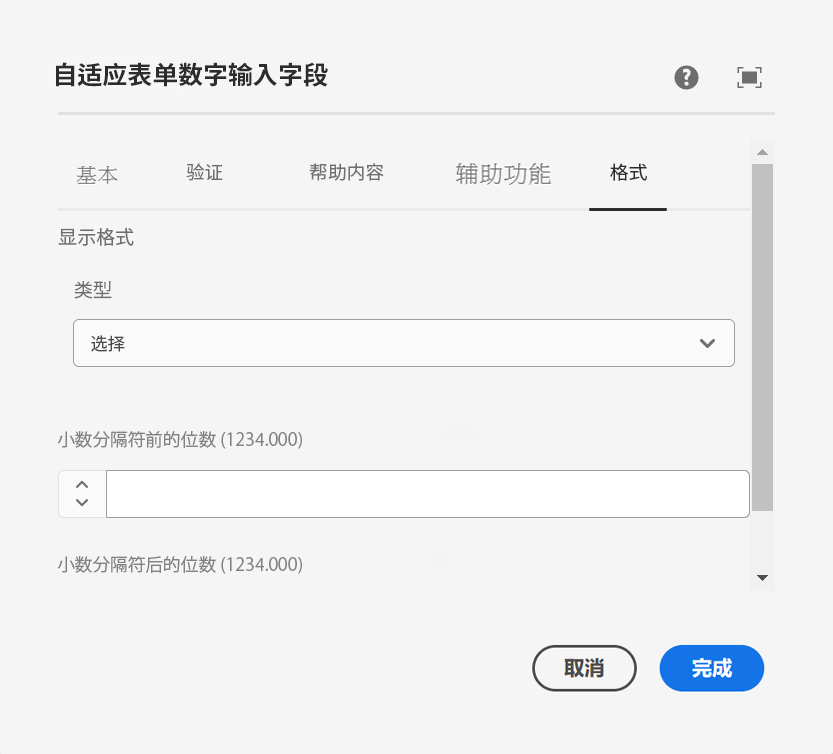 自适应表单数字输入字段
基本 验证 帮助内容 辅助功能 格式
显示格式
类型
选择
小数分隔符前的位数 (1234.000)
小数分隔符后的位数 (1234.000)
取消 完成